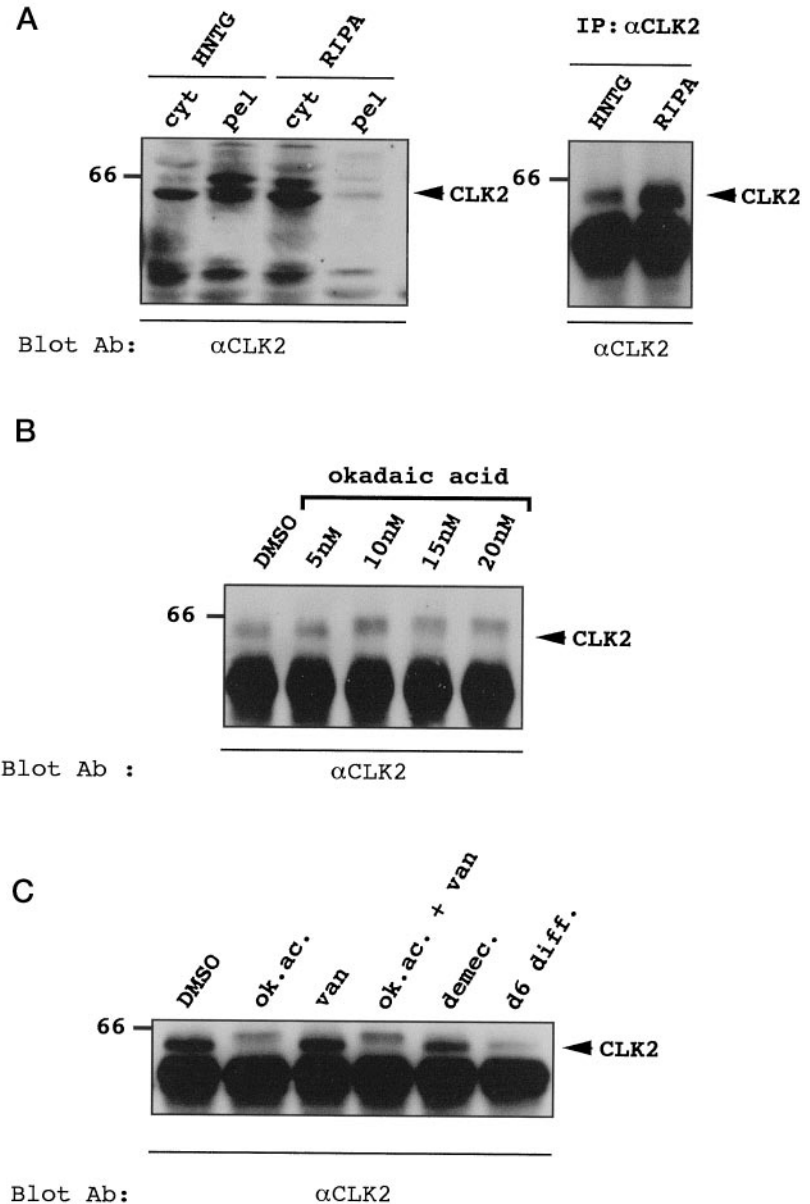 A
HNTG RIPA
cyt pel cyt pel
66
CLK2
Blot Ab: αCLK2
IP: αCLK2
HNTG RIPA
66
CLK2
αCLK2
B
okadaic acid
DMSO 5nM 10nM 15nM 20nM
66
CLK2
Blot Ab : αCLK2
C
DMSO ok.ac. van ok.ac. + van demec. d6 diff.
66
CLK2
Blot Ab: αCLK2